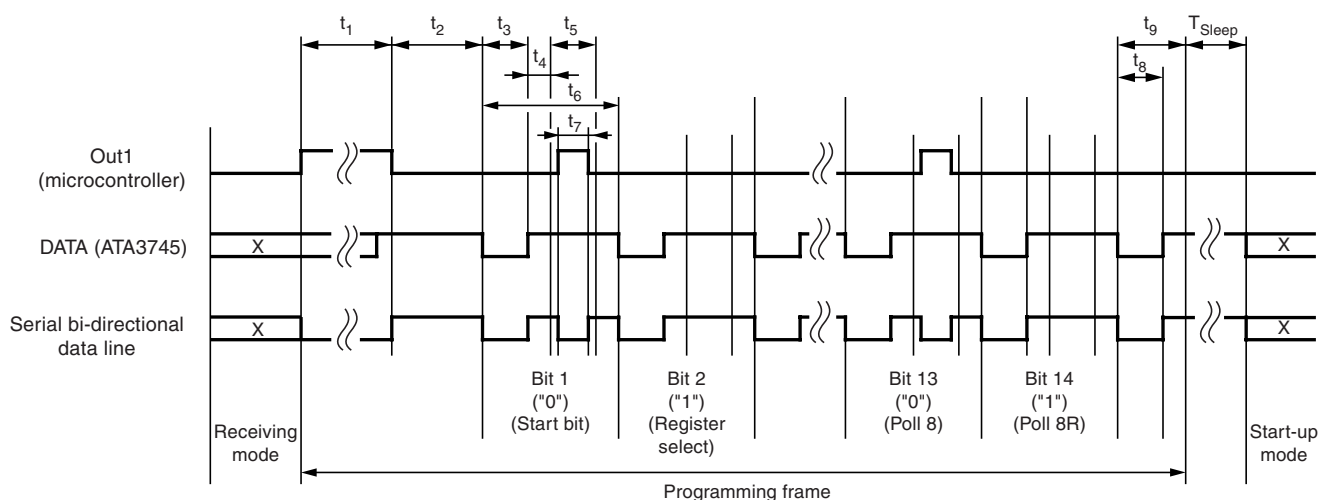 t1
t2
t3
t5
t9
TSleep
t4
t8
t6
t7
Out1
(microcontroller)
DATA (ATA3745)
X
X
Serial bi-directional
data line
X
X
Bit 1
("0")
(Start bit)
Bit 2
("1")
(Register
select)
Bit 13
("0")
(Poll 8)
Bit 14
("1")
(Poll 8R)
Receiving
mode
Start-up
mode
Programming frame